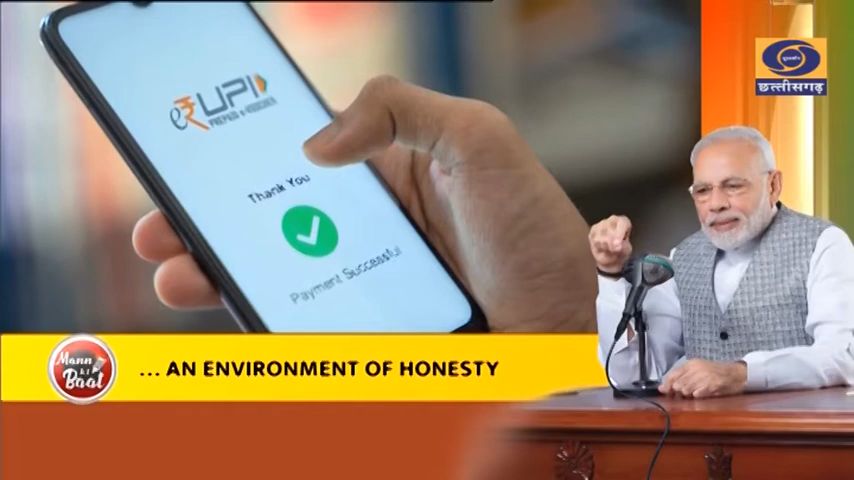 e₹UPI
PREPAID e-VOUCHER
Thank You
Payment Successful
छत्तीसगढ़
Mann
ki
Baat
... AN ENVIRONMENT OF HONESTY